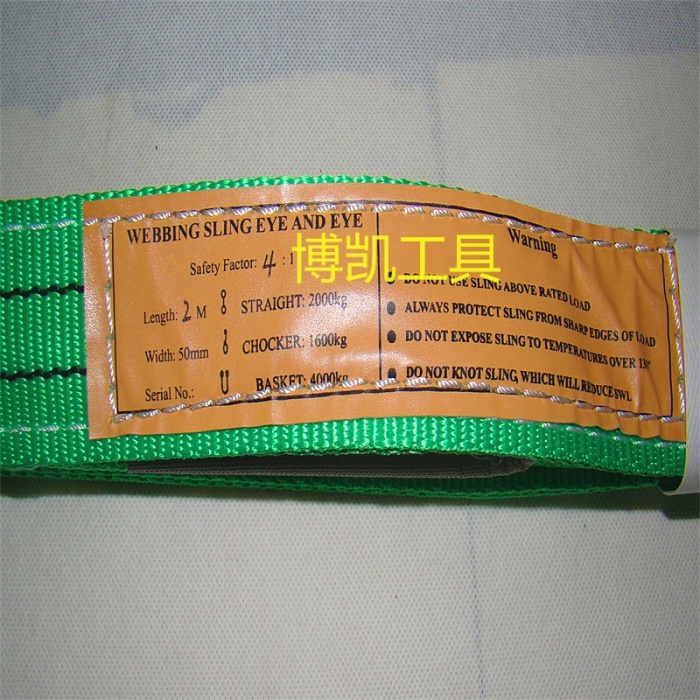 WEBBING SLING EYE AND EYE
Safety Factor: 4 : 1
Length: 2 M STRAIGHT: 2000kg
Width: 50mm CHOCKER: 1600kg
Serial No.: BASKET: 4000kg
Warning
DO NOT USE SLING ABOVE RATED LOAD
ALWAYS PROTECT SLING FROM SHARP EDGES OF LOAD
DO NOT EXPOSE SLING TO TEMPERATURES OVER
DO NOT KNOT SLING, WHICH WILL REDUCE SWL
博凯工具